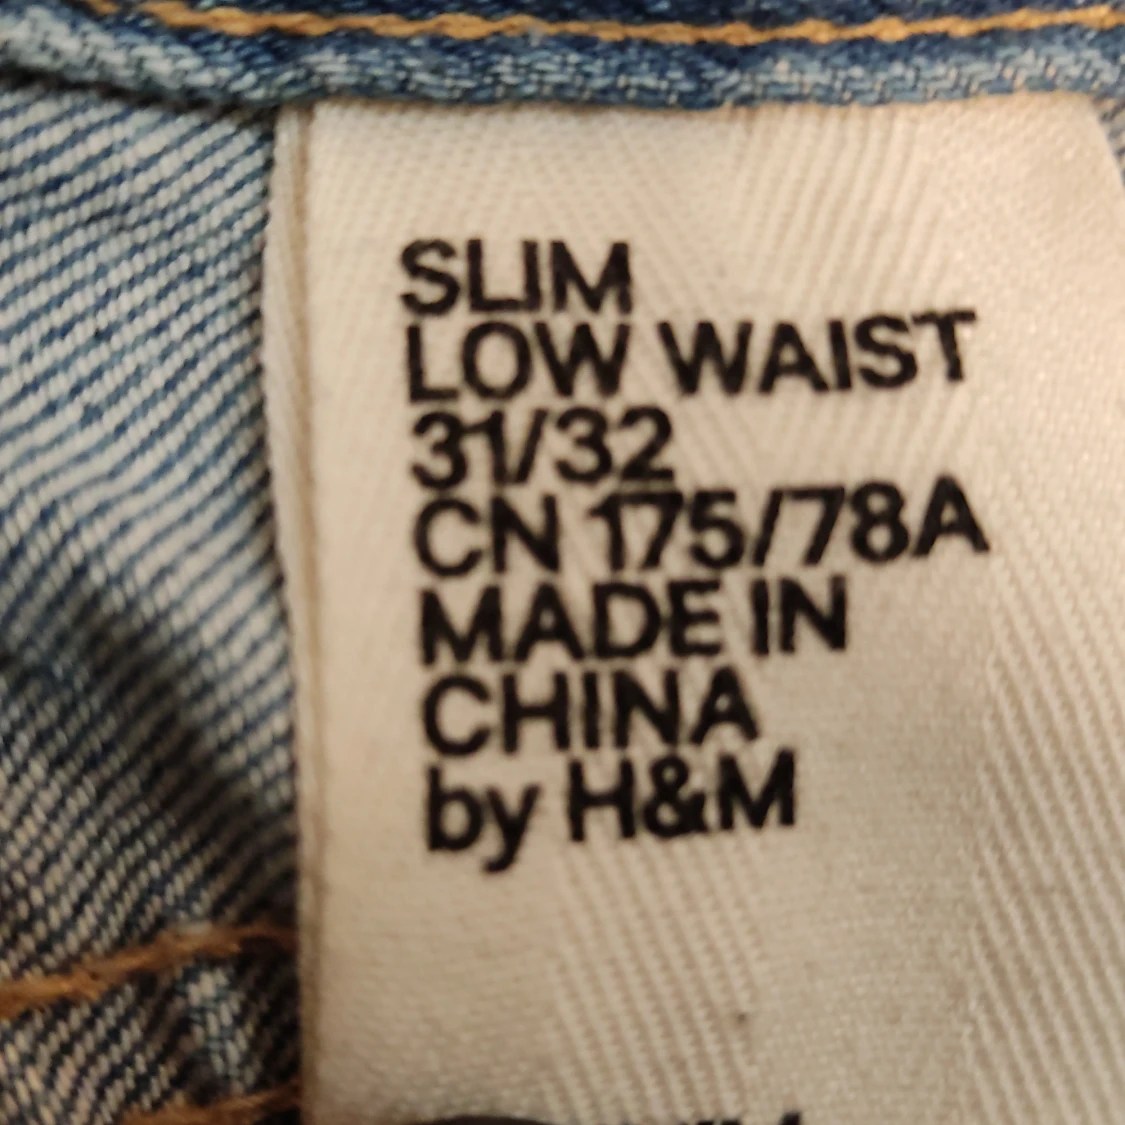 SLIM
LOW WAIST
31/32
CN 175/78A
MADE IN
CHINA
by H&M